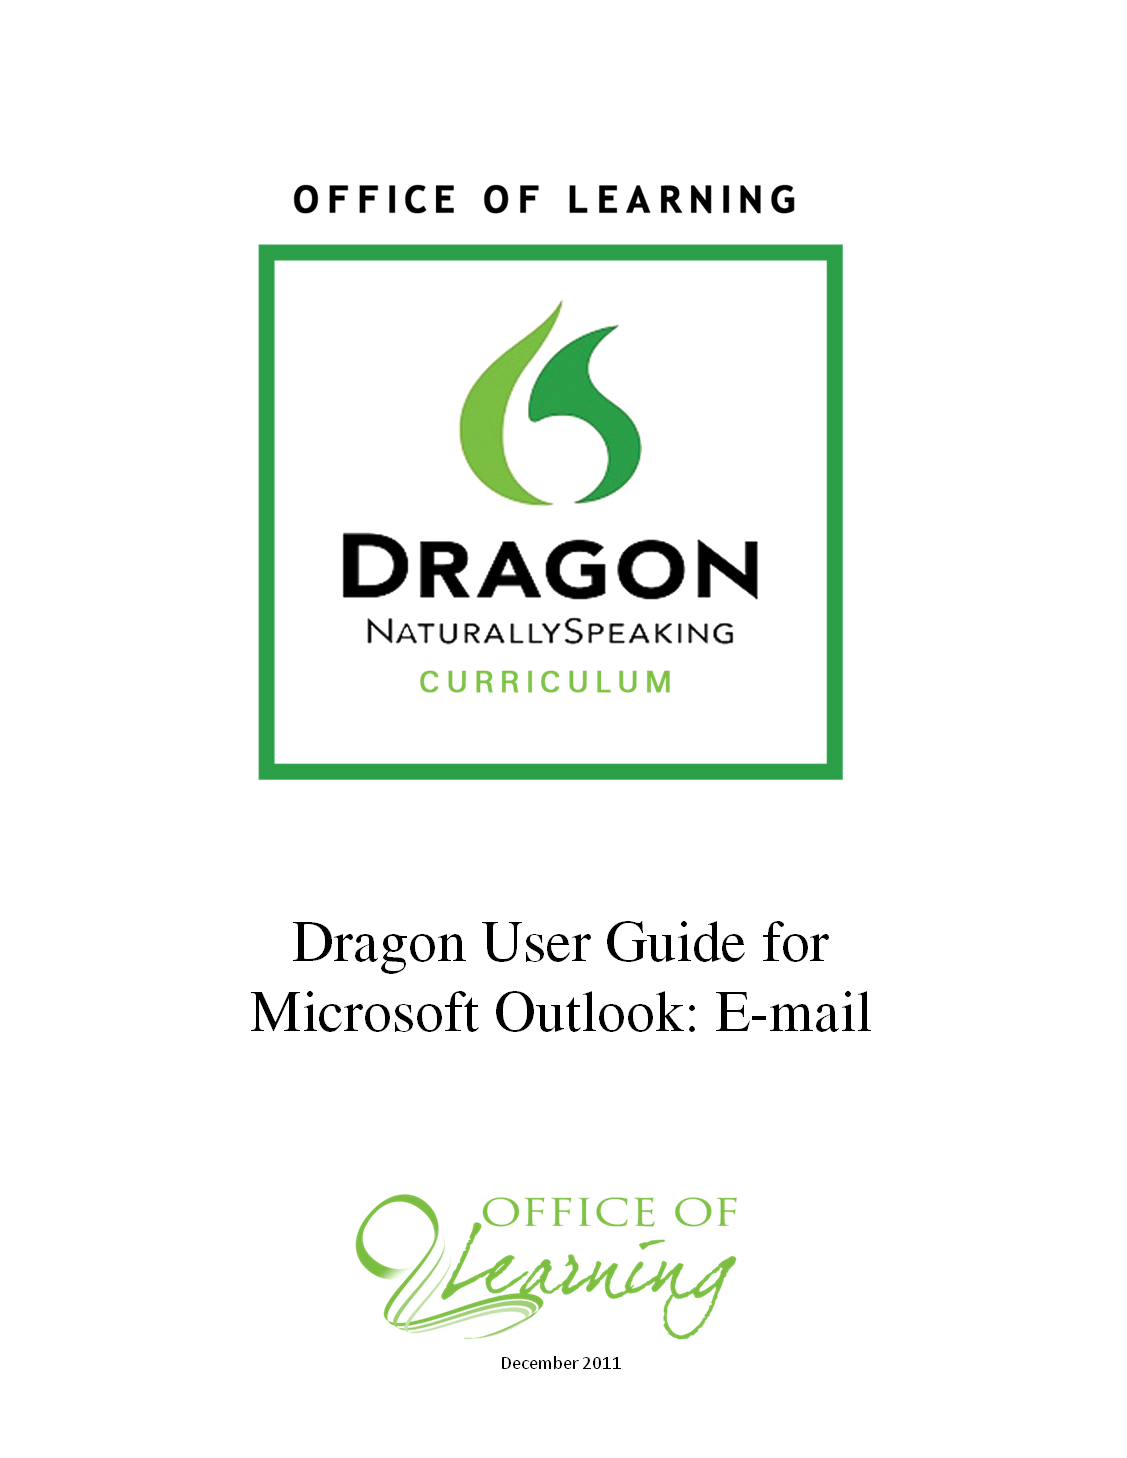 OFFICE OF LEARNING
DRAGON
NATURALLYSPEAKING
CURRICULUM
Dragon User Guide for
Microsoft Outlook: E-mail
OFFICE OF
Learning
December 2011